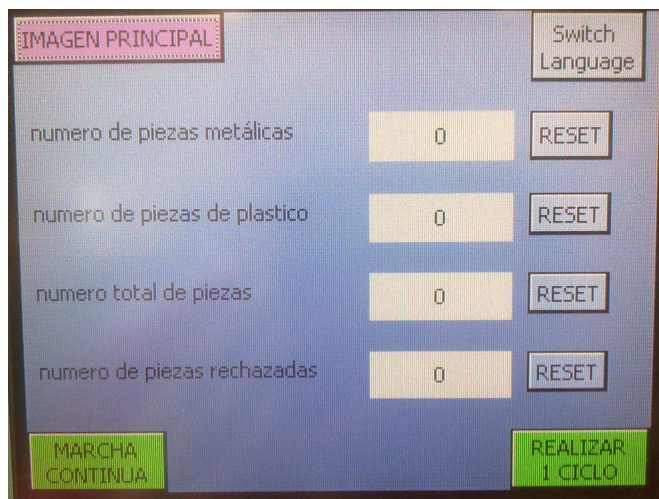 IMAGEN PRINCIPAL
Switch
Language
numero de piezas metálicas
0
RESET
numero de piezas de plastico
0
RESET
numero total de piezas
0
RESET
numero de piezas rechazadas
0
RESET
MARCHA
CONTINUA
REALIZAR
1 CICLO